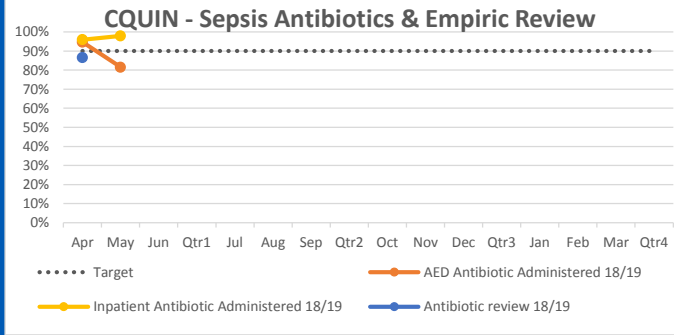 CQUIN - Sepsis Antibiotics & Empiric Review
100%
90%
80%
70%
60%
50%
40%
30%
20%
10%
0%
Apr May Jun Qtr1 Jul Aug Sep Qtr2 Oct Nov Dec Qtr3 Jan Feb Mar Qtr4
Target AED Antibiotic Administered 18/19
Inpatient Antibiotic Administered 18/19 Antibiotic review 18/19